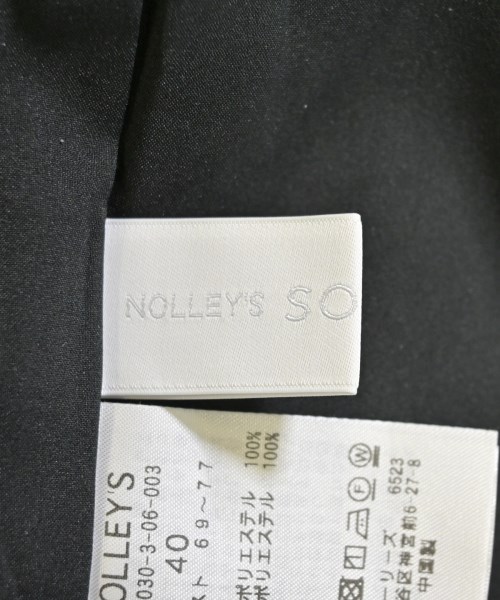 NOLLEY'S SO
OLLEY'S
030-3-06-003
40
スト 69～77
ポリエステル 100%
ポリエステル 100%
ーリーズ 6523
谷区神宮前6-27-8
中国製